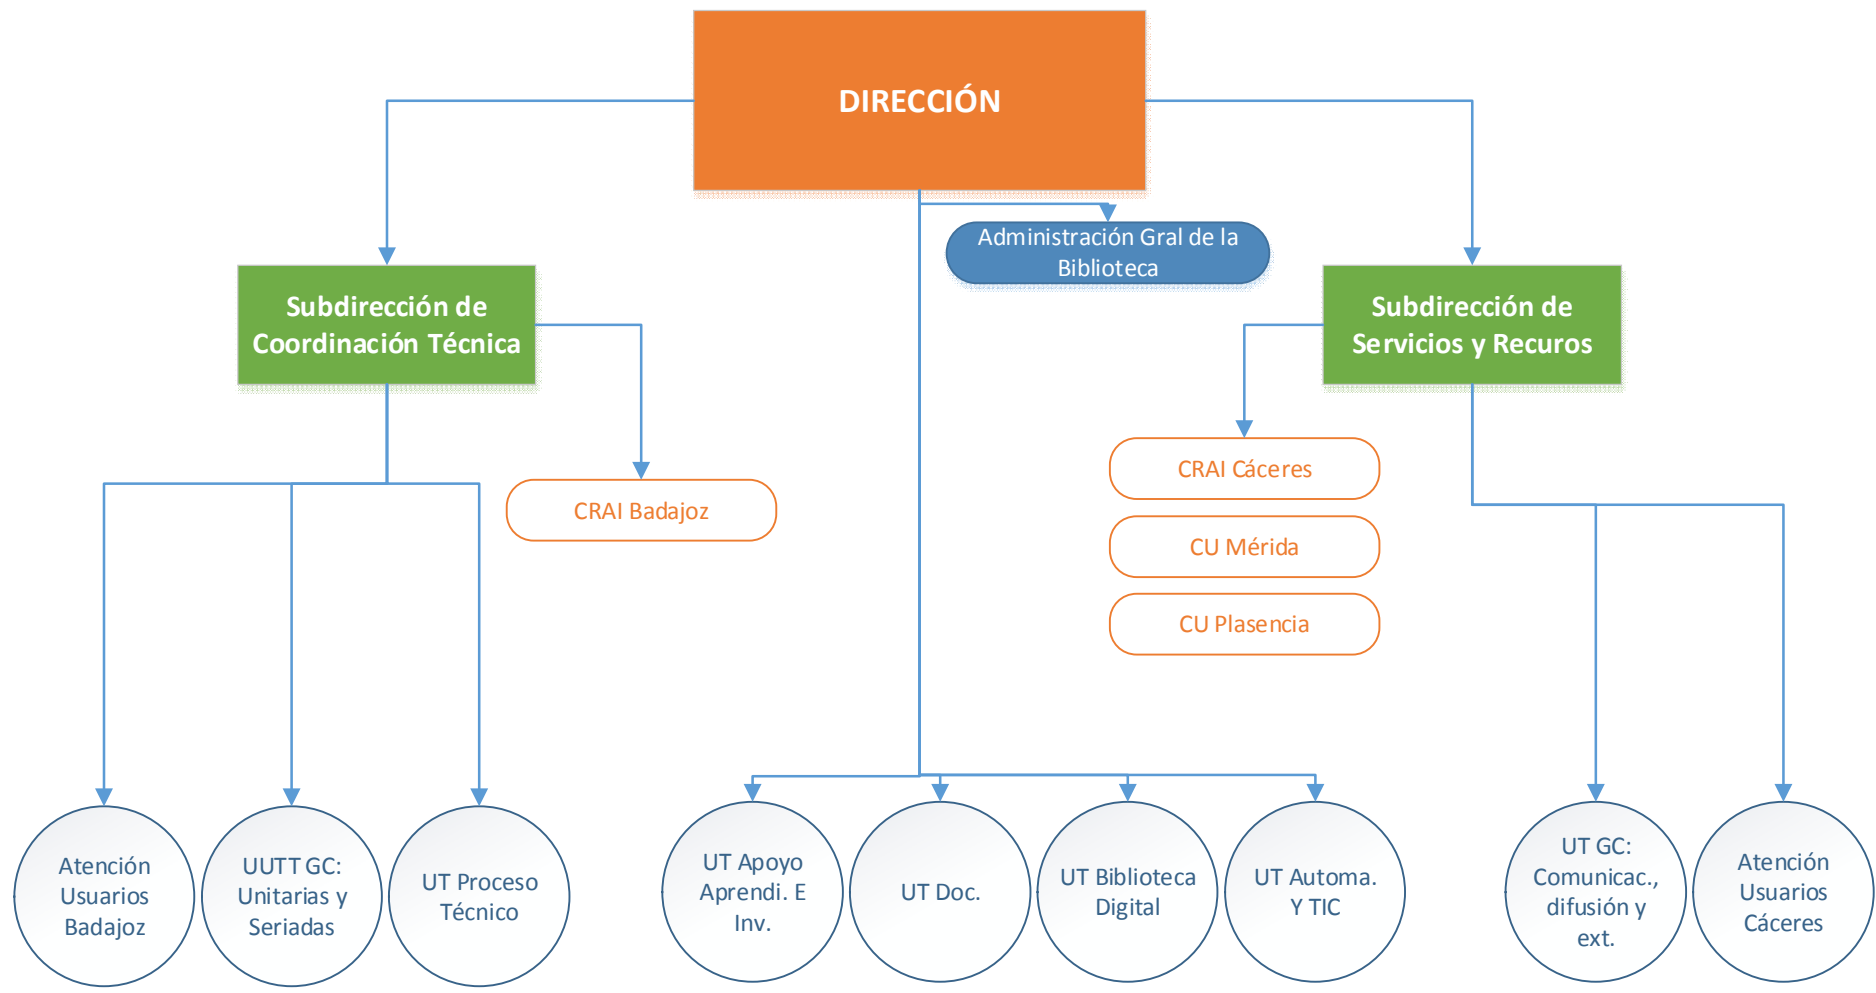 DIRECCIÓN
Administración Gral de la
Biblioteca
Subdirección de
Coordinación Técnica
Subdirección de
Servicios y Recuros
CRAI Badajoz
CRAI Cáceres
CU Mérida
CU Plasencia
Atención
Usuarios
Badajoz
UUTT GC:
Unitarias y
Seriadas
UT Proceso
Técnico
UT Apoyo
Aprendi. E
Inv.
UT Doc.
UT Biblioteca
Digital
UT Automa.
Y TIC
UT GC:
Comunicac.,
difusión y
ext.
Atención
Usuarios
Cáceres